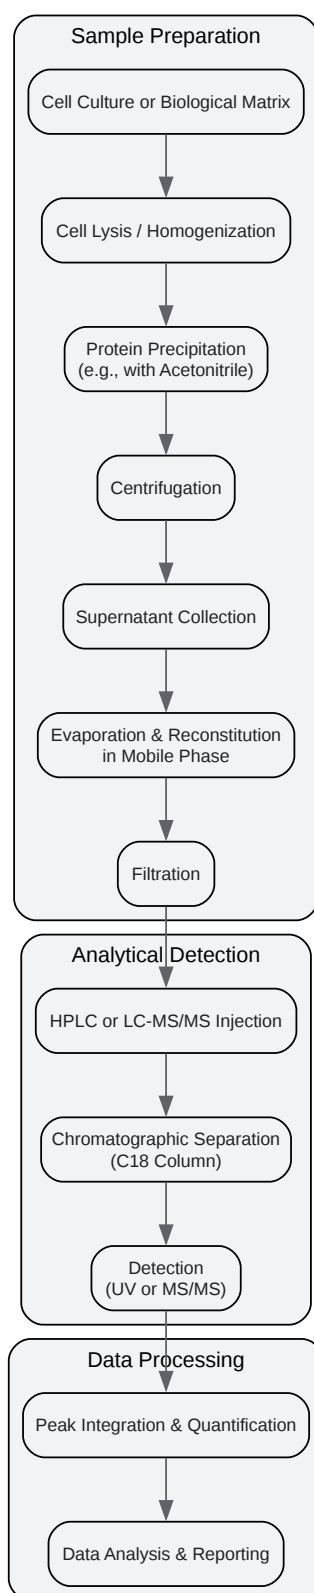 Sample Preparation
Cell Culture or Biological Matrix
Cell Lysis / Homogenization
Protein Precipitation
(e.g., with Acetonitrile)
Centrifugation
Supernatant Collection
Evaporation & Reconstitution
in Mobile Phase
Filtration
Analytical Detection
HPLC or LC-MS/MS Injection
Chromatographic Separation
(C18 Column)
Detection
(UV or MS/MS)
Data Processing
Peak Integration & Quantification
Data Analysis & Reporting